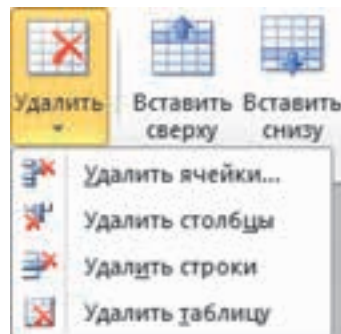 Удалить
Вставить сверху
Вставить снизу
Удалить ячейки...
Удалить столбцы
Удалить строки
Удалить таблицу